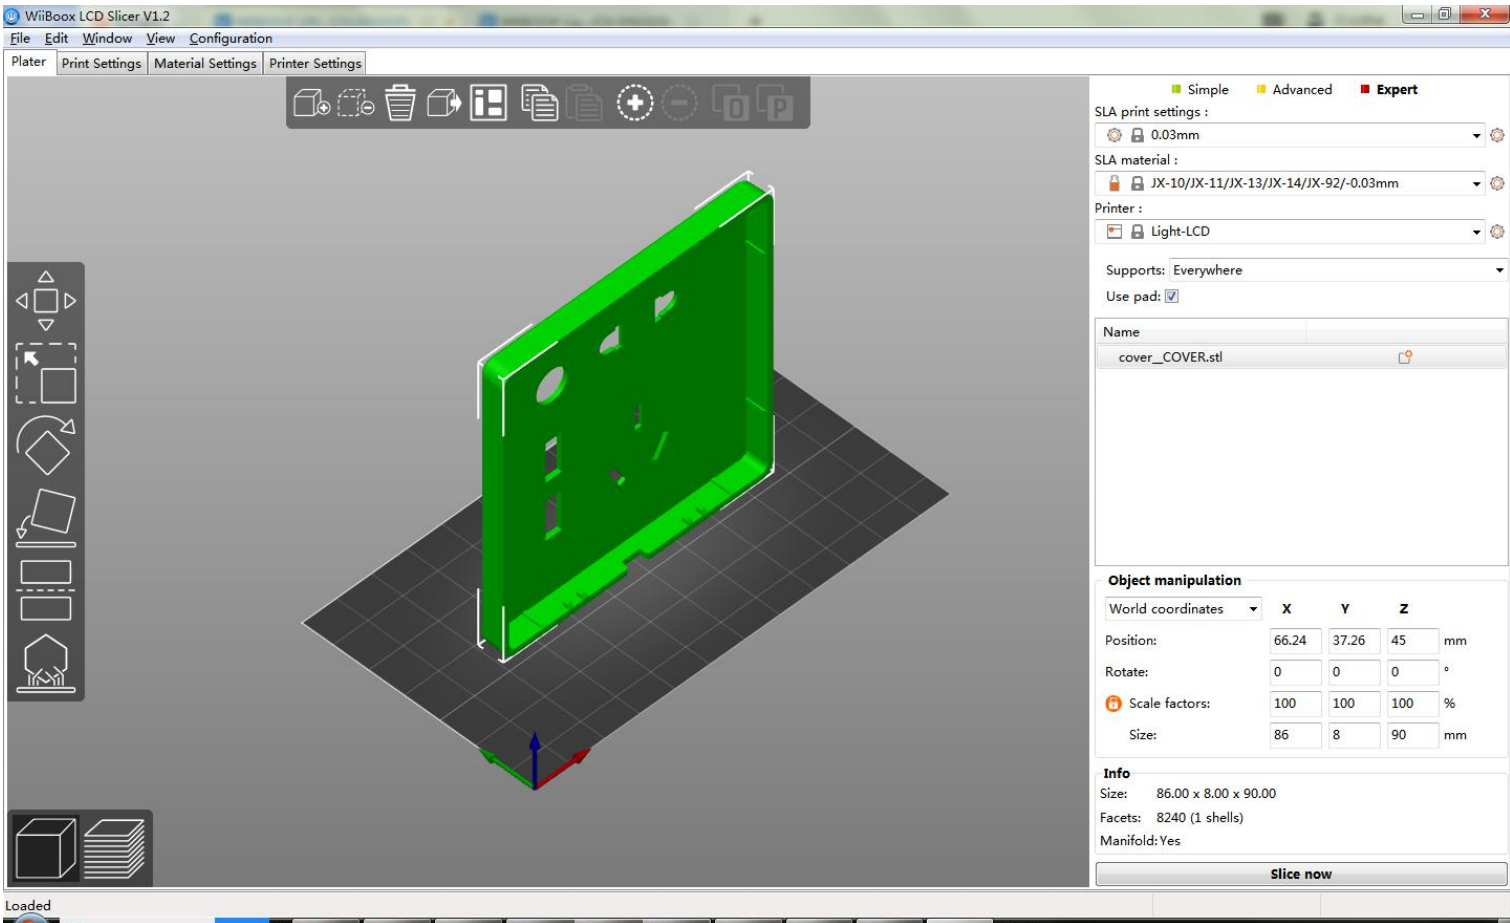 WiiBoox LCD Slicer V1.2
File Edit Window View Configuration
Plater Print Settings Material Settings Printer Settings
Simple Advanced Expert
SLA print settings :
0.03mm
SLA material :
JX-10/JX-11/JX-13/JX-14/JX-92/-0.03mm
Printer :
Light-LCD
Supports: Everywhere
Use pad:
Name
cover__COVER.stl
Object manipulation
World coordinates X Y Z
Position: 66.24 37.26 45 mm
Rotate: 0 0 0 °
Scale factors: 100 100 100 %
Size: 86 8 90 mm
Info
Size: 86.00 x 8.00 x 90.00
Facets: 8240 (1 shells)
Manifold: Yes
Slice now
Loaded